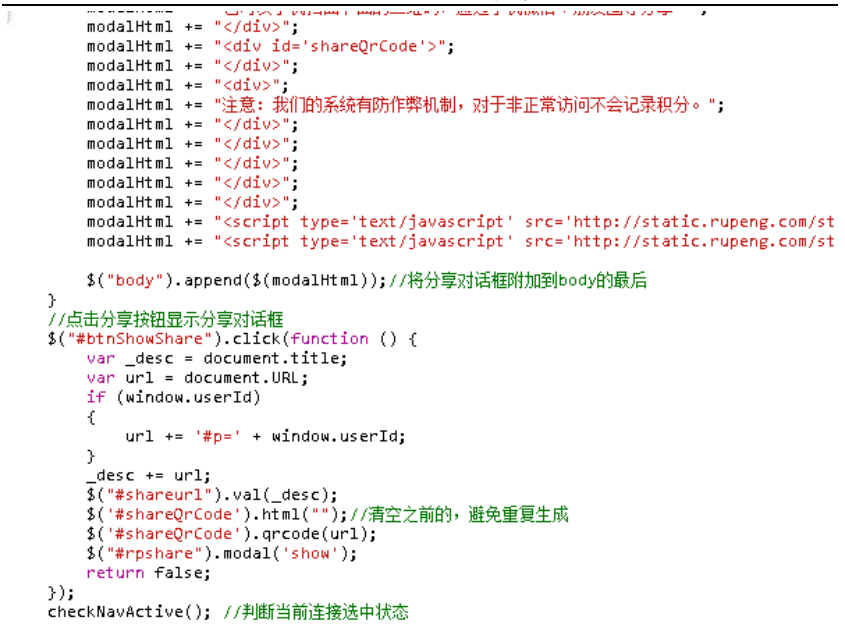 modalHtml += "</div>";
modalHtml += "<div id='shareQrCode'>";
modalHtml += "</div>";
modalHtml += "<div>";
modalHtml += "注意: 我们的系统有防作弊机制，对于非正常访问不会记录积分。";
modalHtml += "</div>";
modalHtml += "</div>";
modalHtml += "</div>";
modalHtml += "</div>";
modalHtml += "</div>";
modalHtml += "<script type='text/javascript' src='http://static.rupeng.com/st
modalHtml += "<script type='text/javascript' src='http://static.rupeng.com/st
$("body").append($(modalHtml));//将分享对话框附加到body的最后
}
//点击分享按钮显示分享对话框
$("#btnShowShare").click(function () {
var _desc = document.title;
var url = document.URL;
if (window.userId)
{
url += '#p=' + window.userId;
}
_desc += url;
$("#shareurl").val(_desc);
$('#shareQrCode').html("");//清空之前的，避免重复生成
$('#shareQrCode').qrcode(url);
$("#rpshare").modal('show');
return false;
});
checkNavActive(); //判断当前连接选中状态